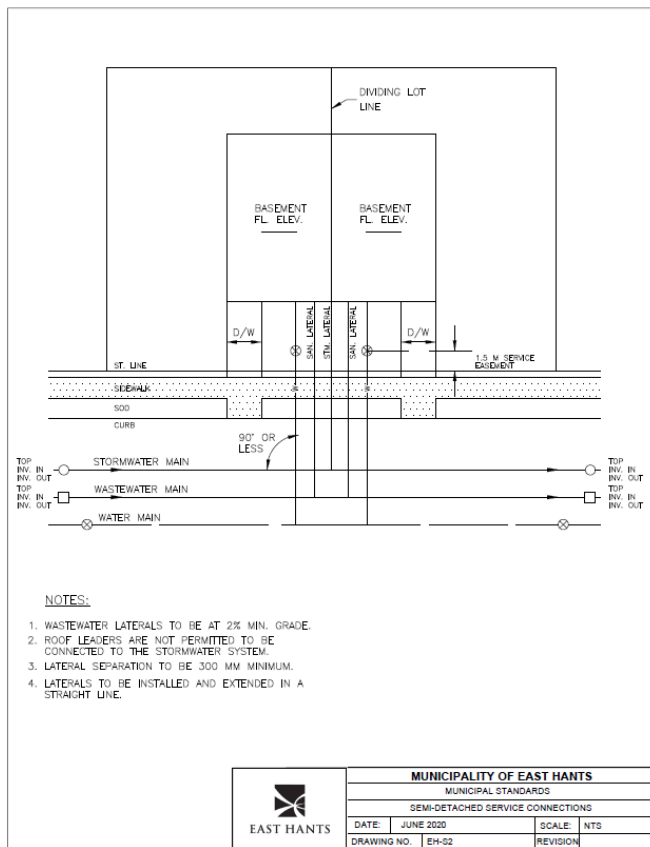 DIVIDING LOT
LINE
BASEMENT
FL. ELEV.
BASEMENT
FL. ELEV.
D/W
SAN. LATERAL
STM. LATERAL
SAN. LATERAL
D/W
1.5 M SERVICE
EASEMENT
ST. LINE
SIDEWALK
SOD
CURB
90° OR
LESS
TOP
INV. IN
INV. OUT
STORMWATER MAIN
TOP
INV. IN
INV. OUT
TOP
INV. IN
INV. OUT
WASTEWATER MAIN
TOP
INV. IN
INV. OUT
WATER MAIN
NOTES:
1. WASTEWATER LATERALS TO BE AT 2% MIN. GRADE.
2. ROOF LEADERS ARE NOT PERMITTED TO BE
CONNECTED TO THE STORMWATER SYSTEM.
3. LATERAL SEPARATION TO BE 300 MM MINIMUM.
4. LATERALS TO BE INSTALLED AND EXTENDED IN A
STRAIGHT LINE.
EAST HANTS
MUNICIPALITY OF EAST HANTS
MUNICIPAL STANDARDS
SEMI-DETACHED SERVICE CONNECTIONS
DATE: JUNE 2020 SCALE: NTS
DRAWING NO. EH-S2 REVISION